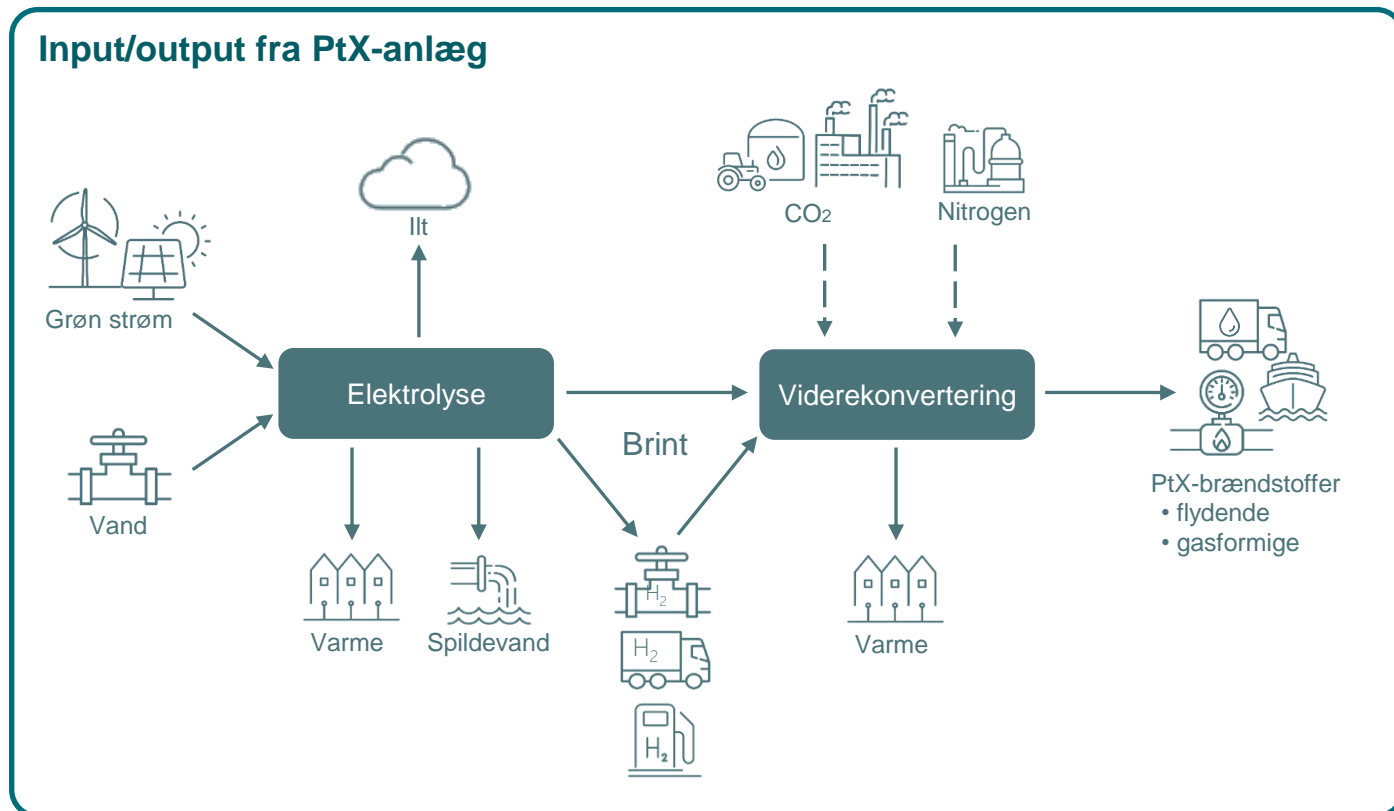 Input/output fra PtX-anlæg
Ilt
CO2
Nitrogen
Grøn strøm
Elektrolyse
Viderekonvertering
Brint
Vand
PtX-brændstoffer
• flydende
• gasformige
H2
Varme
Spildevand
Varme
H2
H2